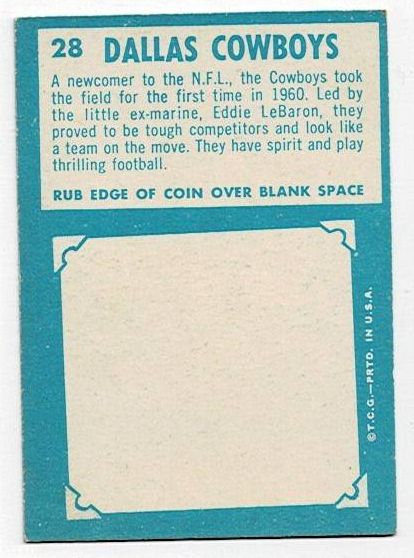 28 DALLAS COWBOYS
A newcomer to the N.F.L., the Cowboys took
the field for the first time in 1960. Led by
the little ex-marine, Eddie LeBaron, they
proved to be tough competitors and look like
a team on the move. They have spirit and play
thrilling football.
RUB EDGE OF COIN OVER BLANK SPACE
©T.C.G.—PRTD. IN U.S.A.